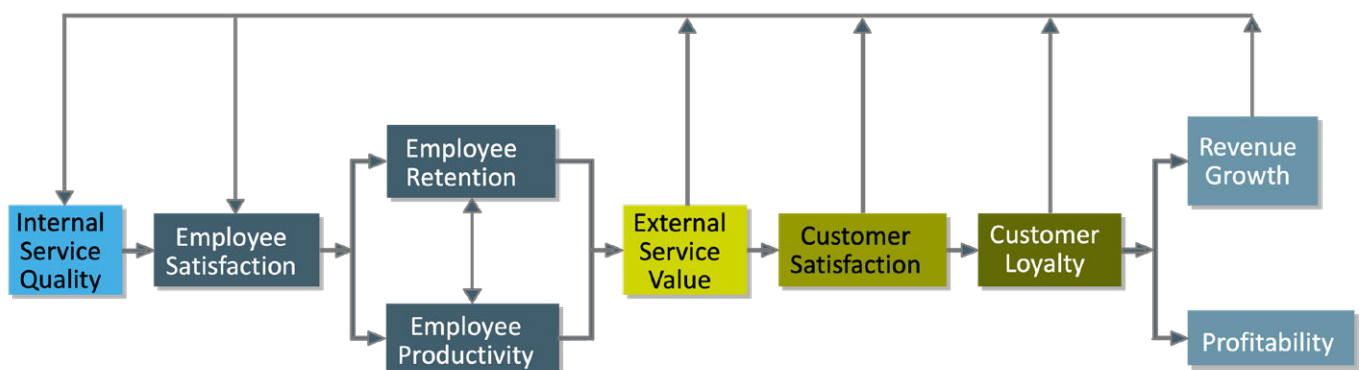 Internal
Service
Quality
Employee
Satisfaction
Employee
Retention
Employee
Productivity
External
Service
Value
Customer
Satisfaction
Customer
Loyalty
Revenue
Growth
Profitability